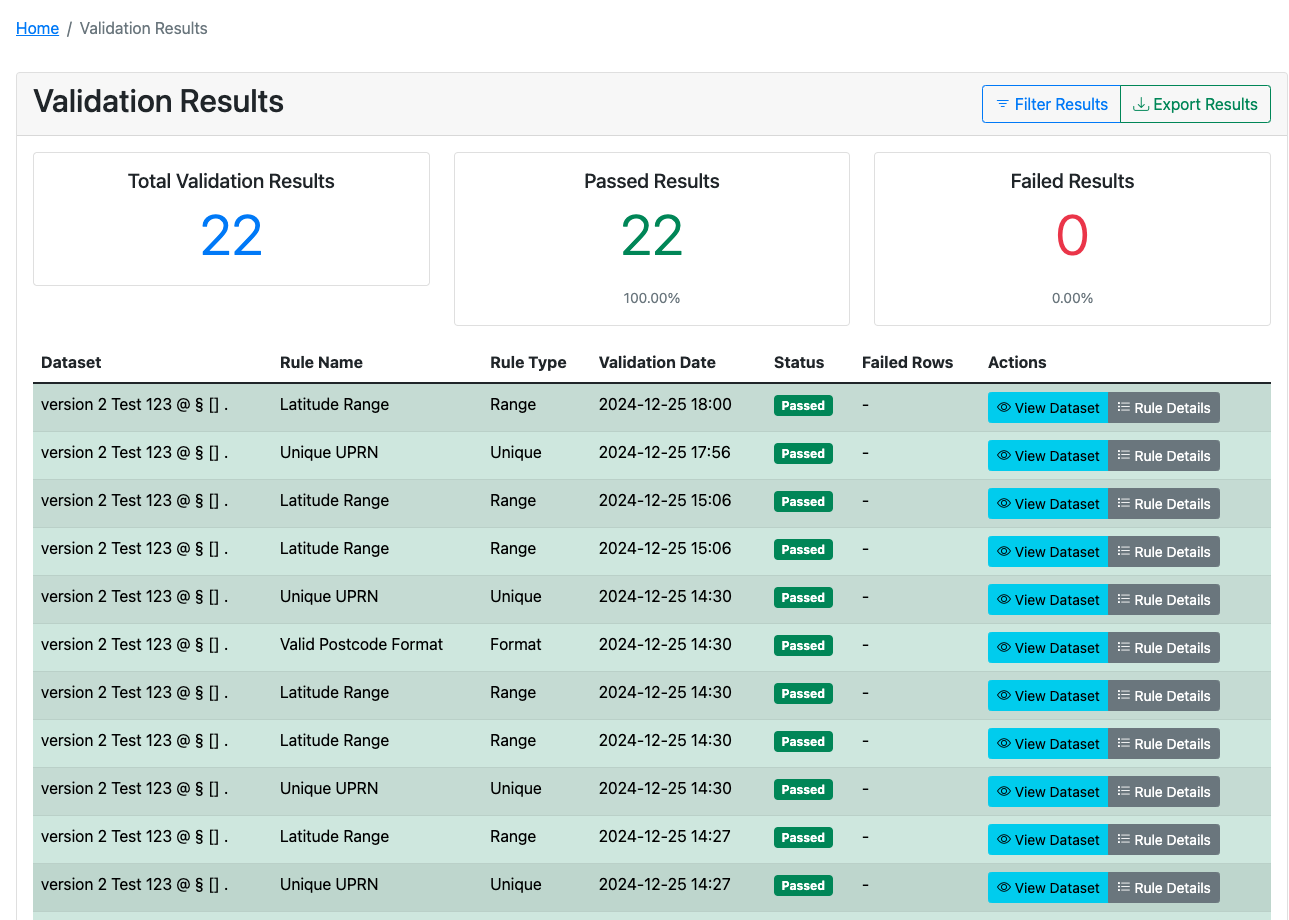 Home / Validation Results
Validation Results
Filter Results Export Results
Total Validation Results Passed Results Failed Results
22 22 0
100.00% 0.00%
Dataset Rule Name Rule Type Validation Date Status Failed Rows Actions
version 2 Test 123 @ § [] . Latitude Range Range 2024-12-25 18:00 Passed - View Dataset Rule Details
version 2 Test 123 @ § [] . Unique UPRN Unique 2024-12-25 17:56 Passed - View Dataset Rule Details
version 2 Test 123 @ § [] . Latitude Range Range 2024-12-25 15:06 Passed - View Dataset Rule Details
version 2 Test 123 @ § [] . Latitude Range Range 2024-12-25 15:06 Passed - View Dataset Rule Details
version 2 Test 123 @ § [] . Unique UPRN Unique 2024-12-25 14:30 Passed - View Dataset Rule Details
version 2 Test 123 @ § [] . Valid Postcode Format Format 2024-12-25 14:30 Passed - View Dataset Rule Details
version 2 Test 123 @ § [] . Latitude Range Range 2024-12-25 14:30 Passed - View Dataset Rule Details
version 2 Test 123 @ § [] . Latitude Range Range 2024-12-25 14:30 Passed - View Dataset Rule Details
version 2 Test 123 @ § [] . Unique UPRN Unique 2024-12-25 14:30 Passed - View Dataset Rule Details
version 2 Test 123 @ § [] . Latitude Range Range 2024-12-25 14:27 Passed - View Dataset Rule Details
version 2 Test 123 @ § [] . Unique UPRN Unique 2024-12-25 14:27 Passed - View Dataset Rule Details